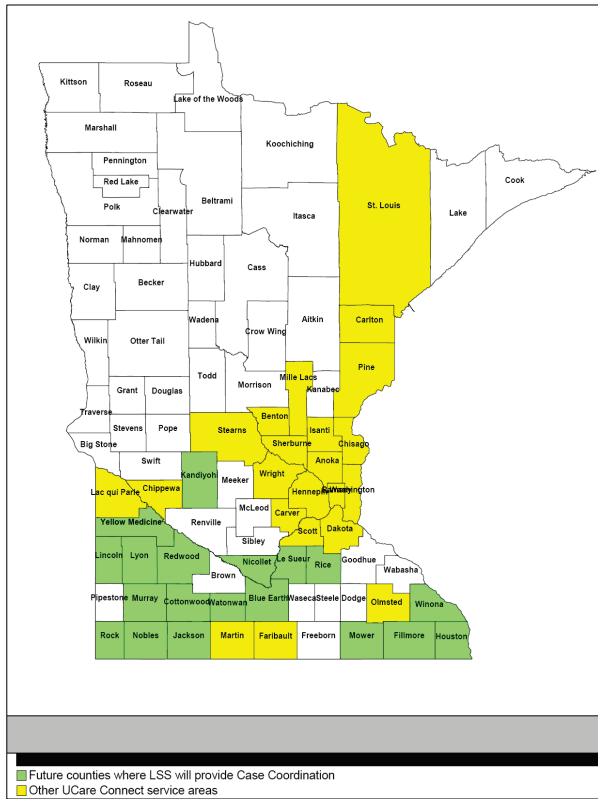 Kittson
Roseau
Lake of the Woods
Marshall
Koochiching
Pennington
Red Lake
Polk
Clearwater
Beltrami
St. Louis
Cook
Lake
Itasca
Norman
Mahnomen
Hubbard
Cass
Becker
Clay
Wadena
Crow Wing
Aitkin
Carlton
Wilkin
Otter Tail
Pine
Todd
Mille Lacs
Morrison
Kanabec
Grant
Douglas
Traverse
Stevens
Pope
Stearns
Benton
Isanti
Big Stone
Sherburne
Chisago
Swift
Anoka
Kandiyohi
Meeker
Wright
Lac qui Parle
Chippewa
Hennepin
Ramsey
Washington
McLeod
Carver
Yellow Medicine
Renville
Scott
Dakota
Sibley
Lincoln
Lyon
Redwood
Nicollet
Le Sueur
Rice
Goodhue
Wabasha
Brown
Pipestone
Murray
Cottonwood
Watonwan
Blue Earth
Waseca
Steele
Dodge
Olmsted
Winona
Rock
Nobles
Jackson
Martin
Faribault
Freeborn
Mower
Fillmore
Houston
Future counties where LSS will provide Case Coordination
Other UCare Connect service areas